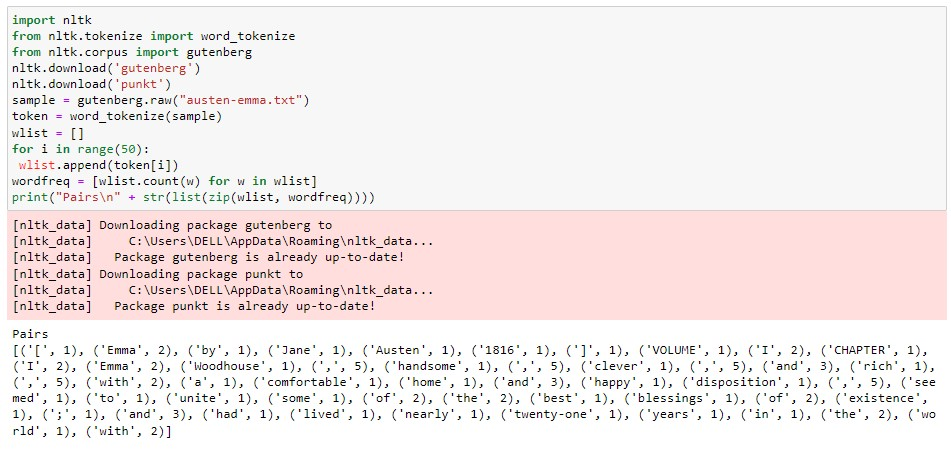 import nltk
from nltk.tokenize import word_tokenize
from nltk.corpus import gutenberg
nltk.download('gutenberg')
nltk.download('punkt')
sample = gutenberg.raw("austen-emma.txt")
token = word_tokenize(sample)
wlist = []
for i in range(50):
 wlist.append(token[i])
wordfreq = [wlist.count(w) for w in wlist]
print("Pairs\n" + str(list(zip(wlist, wordfreq))))
[nltk_data] Downloading package gutenberg to
[nltk_data]     C:\Users\DELL\AppData\Roaming\nltk_data...
[nltk_data]   Package gutenberg is already up-to-date!
[nltk_data] Downloading package punkt to
[nltk_data]     C:\Users\DELL\AppData\Roaming\nltk_data...
[nltk_data]   Package punkt is already up-to-date!
Pairs
[('[', 1), ('Emma', 2), ('by', 1), ('Jane', 1), ('Austen', 1), ('1816', 1), (']', 1), ('VOLUME', 1), ('I', 2), ('CHAPTER', 1),
('I', 2), ('Emma', 2), ('Woodhouse', 1), (',', 5), ('handsome', 1), (',', 5), ('clever', 1), (',', 5), ('and', 3), ('rich', 1),
(',', 5), ('with', 2), ('a', 1), ('comfortable', 1), ('home', 1), ('and', 3), ('happy', 1), ('disposition', 1), (',', 5), ('see
med', 1), ('to', 1), ('unite', 1), ('some', 1), ('of', 2), ('the', 2), ('best', 1), ('blessings', 1), ('of', 2), ('existence',
1), (';', 1), ('and', 3), ('had', 1), ('lived', 1), ('nearly', 1), ('twenty-one', 1), ('years', 1), ('in', 1), ('the', 2), ('wo
rld', 1), ('with', 2)]